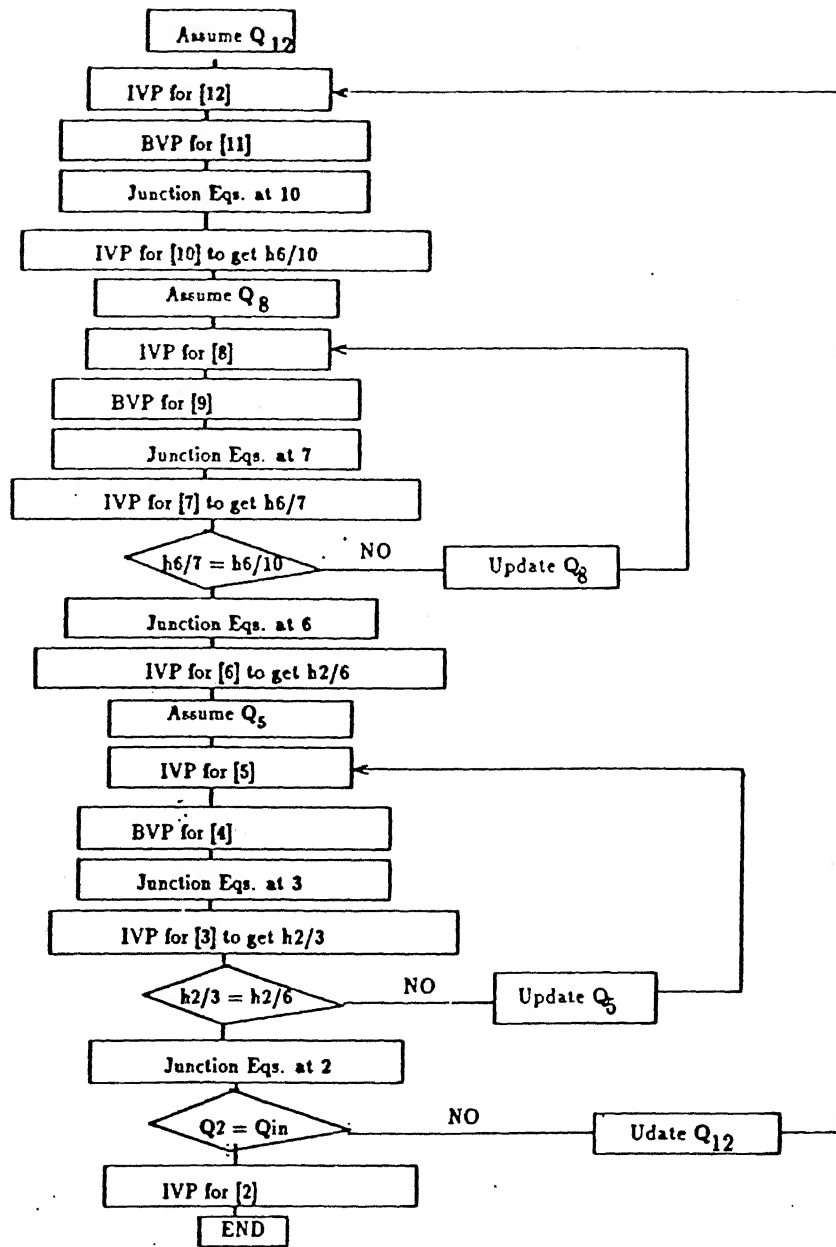 Assume Q12
IVP for [12]
BVP for [11]
Junction Eqs. at 10
IVP for [10] to get h6/10
Assume Q8
IVP for [8]
BVP for [9]
Junction Eqs. at 7
IVP for [7] to get h6/7
h6/7 = h6/10
NO
Update Q8
Junction Eqs. at 6
IVP for [6] to get h2/6
Assume Q5
IVP for [5]
BVP for [4]
Junction Eqs. at 3
IVP for [3] to get h2/3
h2/3 = h2/6
NO
Update Q5
Junction Eqs. at 2
Q2 = Qin
NO
Udate Q12
IVP for [2]
END